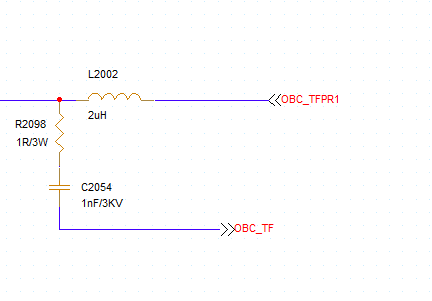 L2002
OBC_TFPR1
2uH
R2098
1R/3W
C2054
1nF/3KV
OBC_TF